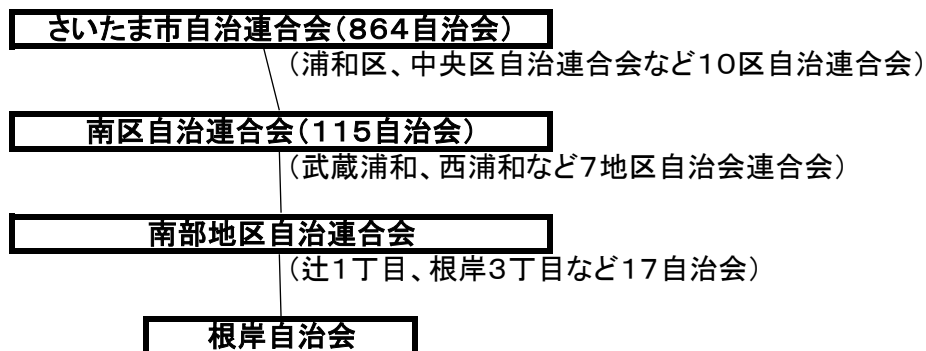 さいたま市自治連合会（８６４自治会）
（浦和区、中央区自治連合会など１０区自治連合会）
南区自治連合会（１１５自治会）
（武蔵浦和、西浦和など７地区自治会連合会）
南部地区自治連合会
（辻１丁目、根岸３丁目など１７自治会）
根岸自治会